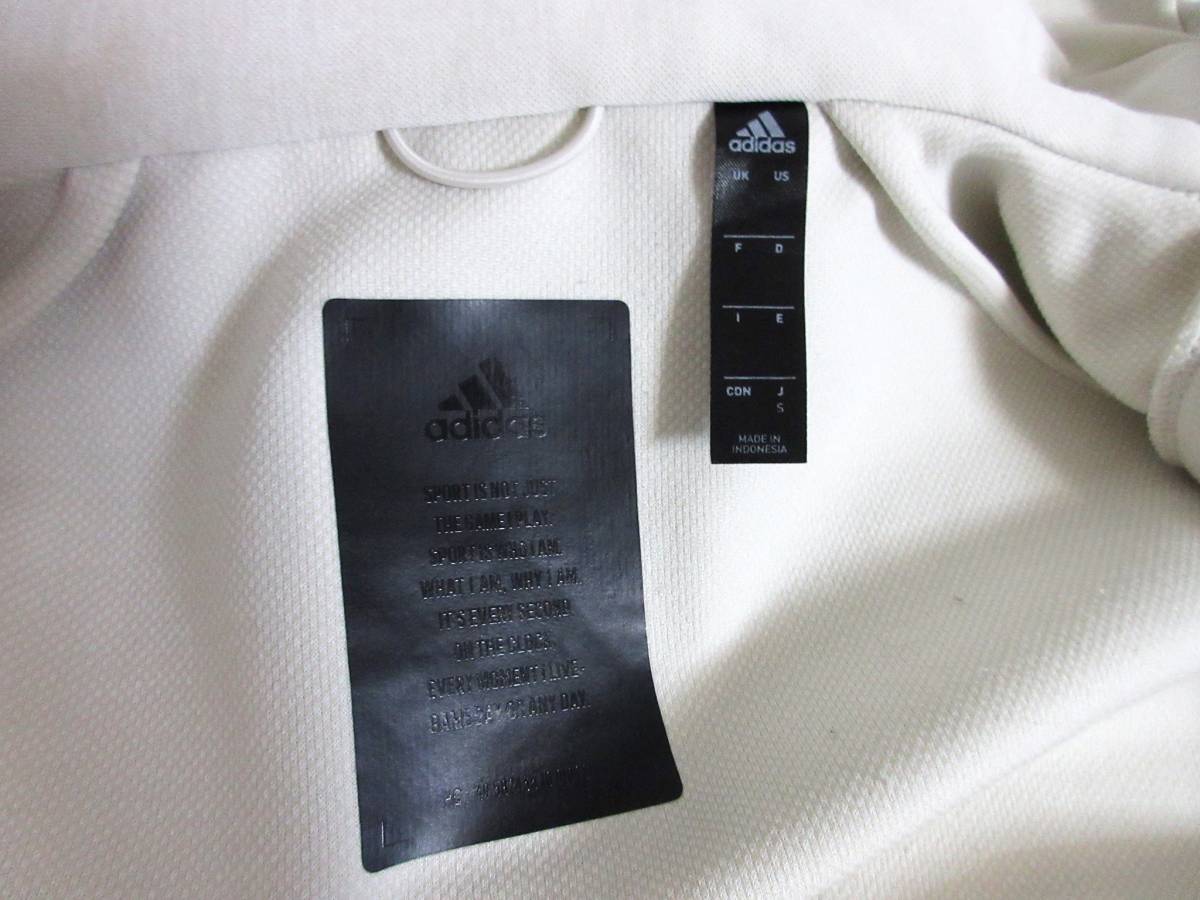 adidas
UK US
F D
I E
CDN J
S
MADE IN
INDONESIA
adidas
SPORT IS NOT JUST
THE GAME I PLAY.
SPORT IS WHO I AM.
WHAT I AM, WHY I AM.
IT'S EVERY SECOND
ON THE CLOCK.
EVERY MOMENT I LIVE-
GAME DAY OR ANY DAY.